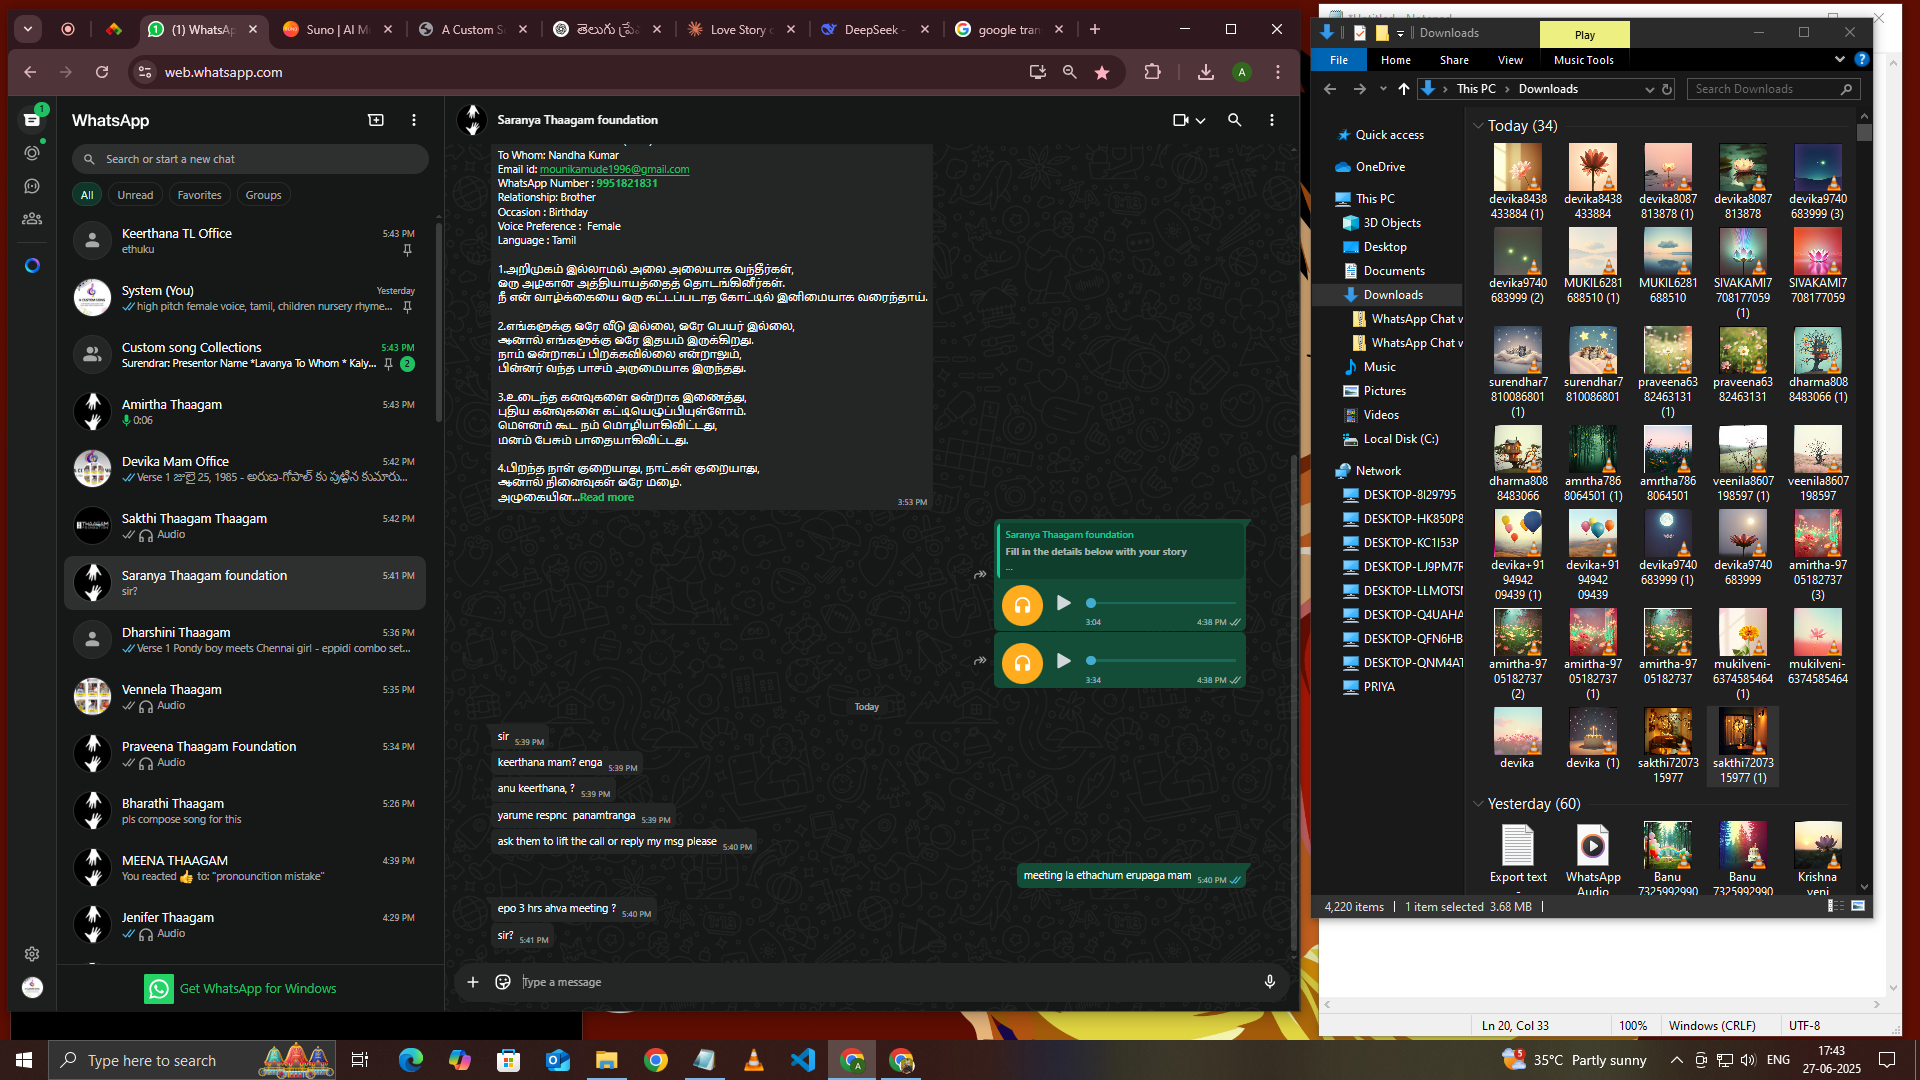 (1) WhatsAp
Suno | AI M
A Custom S
తెలుగు ప్రే
Love Story
DeepSeek -
google tran
web.whatsapp.com
WhatsApp
Search or start a new chat
All
Unread
Favorites
Groups
Keerthana TL Office 5:43 PM
ethuku
System (You) Yesterday
high pitch female voice, tamil, children nursery rhyme...
Custom song Collections 5:43 PM
Surendrar: Presentor Name *Lavanya To Whom * Kaly... 2
Amirtha Thaagam 5:43 PM
0:06
Devika Mam Office 5:42 PM
Verse 1 జులై 25, 1985 - అరుణ-గోపాల్ కు పుట్టిన కుమారు...
Sakthi Thaagam Thaagam 5:42 PM
Audio
Saranya Thaagam foundation 5:41 PM
sir?
Dharshini Thaagam 5:36 PM
Verse 1 Pondy boy meets Chennai girl - eppidi combo set...
Vennela Thaagam 5:35 PM
Audio
Praveena Thaagam Foundation 5:34 PM
Audio
Bharathi Thaagam 5:26 PM
pls compose song for this
MEENA THAAGAM 4:39 PM
You reacted 👍 to: "pronouncition mistake"
Jenifer Thaagam 4:29 PM
Audio
Get WhatsApp for Windows
Saranya Thaagam foundation
To Whom: Nandha Kumar
Email id: mounikamude1996@gmail.com
WhatsApp Number : 9951821831
Relationship: Brother
Occasion : Birthday
Voice Preference : Female
Language : Tamil
1.அறிமுகம் இல்லாமல் அலை அலையாக வந்தீர்கள்,
ஒரு அழகான அத்தியாயத்தைத் தொடங்கினீர்கள்.
நீ என் வாழ்க்கையை ஒரு கட்டப்படாத கோட்டில் இனிமையாக வரைந்தாய்.
2.எங்களுக்கு ஒரே வீடு இல்லை, ஒரே பெயர் இல்லை,
ஆனால் எங்களுக்கு ஒரே இதயம் இருக்கிறது.
நாம் ஒன்றாகப் பிறக்கவில்லை என்றாலும்,
பின்னர் வந்த பாசம் அருமையாக இருந்தது.
3.உடைந்த கனவுகளை ஒன்றாக இணைத்து,
புதிய கனவுகளை கட்டியெழுப்பியுள்ளோம்.
மௌனம் கூட நம் மொழியாகிவிட்டது,
மனம் பேசும் பாதையாகிவிட்டது.
4.பிறந்த நாள் குறையாது, நாட்கள் குறையாது,
ஆனால் நினைவுகள் ஒரே மழை.
அழுகையின...Read more
3:53 PM
Saranya Thaagam foundation
Fill in the details below with your story
...
3:04 4:38 PM
3:34 4:38 PM
Today
sir 5:39 PM
keerthana mam? enga 5:39 PM
anu keerthana, ? 5:39 PM
yarume respnc panamtranga 5:39 PM
ask them to lift the call or reply my msg please 5:40 PM
meeting la ethachum erupaga mam 5:40 PM
epo 3 hrs ahva meeting ? 5:40 PM
sir? 5:41 PM
Type a message
Downloads
Play
File
Home
Share
View
Music Tools
This PC
Downloads
Search Downloads
Quick access
OneDrive
This PC
3D Objects
Desktop
Documents
Downloads
WhatsApp Chat w
WhatsApp Chat w
Music
Pictures
Videos
Local Disk (C:)
Network
DESKTOP-8I29795
DESKTOP-HK850P8
DESKTOP-KC1I53P
DESKTOP-LJ9PM7R
DESKTOP-LLMOTSI
DESKTOP-Q4UAHA
DESKTOP-QFN6HB
DESKTOP-QNM4AT
PRIYA
Today (34)
devika8438433884 (1)
devika8438433884
devika8087813878 (1)
devika8087813878
devika9740683999 (3)
devika9740683999 (2)
MUKIL6281688510 (1)
MUKIL6281688510
SIVAKAMI7708177059 (1)
SIVAKAMI7708177059
surendhar7810086801 (1)
surendhar7810086801
praveena6382463131 (1)
praveena6382463131
dharma8088483066 (1)
dharma8088483066
amrtha7868064501 (1)
amrtha7868064501
veenila8607197598 (1)
veenila8607197598
devika+9194942 09439 (1)
devika+9194942 09439
devika9740683999 (1)
devika9740683999
amirtha-9705182737 (3)
amirtha-9705182737 (2)
amirtha-9705182737 (1)
amirtha-9705182737
mukilveni-6374585464 (1)
mukilveni-6374585464
devika
devika (1)
sakthi7207315977
sakthi7207315977 (1)
Yesterday (60)
Export text -
WhatsApp Audio
Banu 7325992990
Banu 7325992990
Krishna veni
4,220 items
1 item selected 3.68 MB
Ln 20, Col 33
100%
Windows (CRLF)
UTF-8
Type here to search
35°C Partly sunny
ENG
17:43
27-06-2025